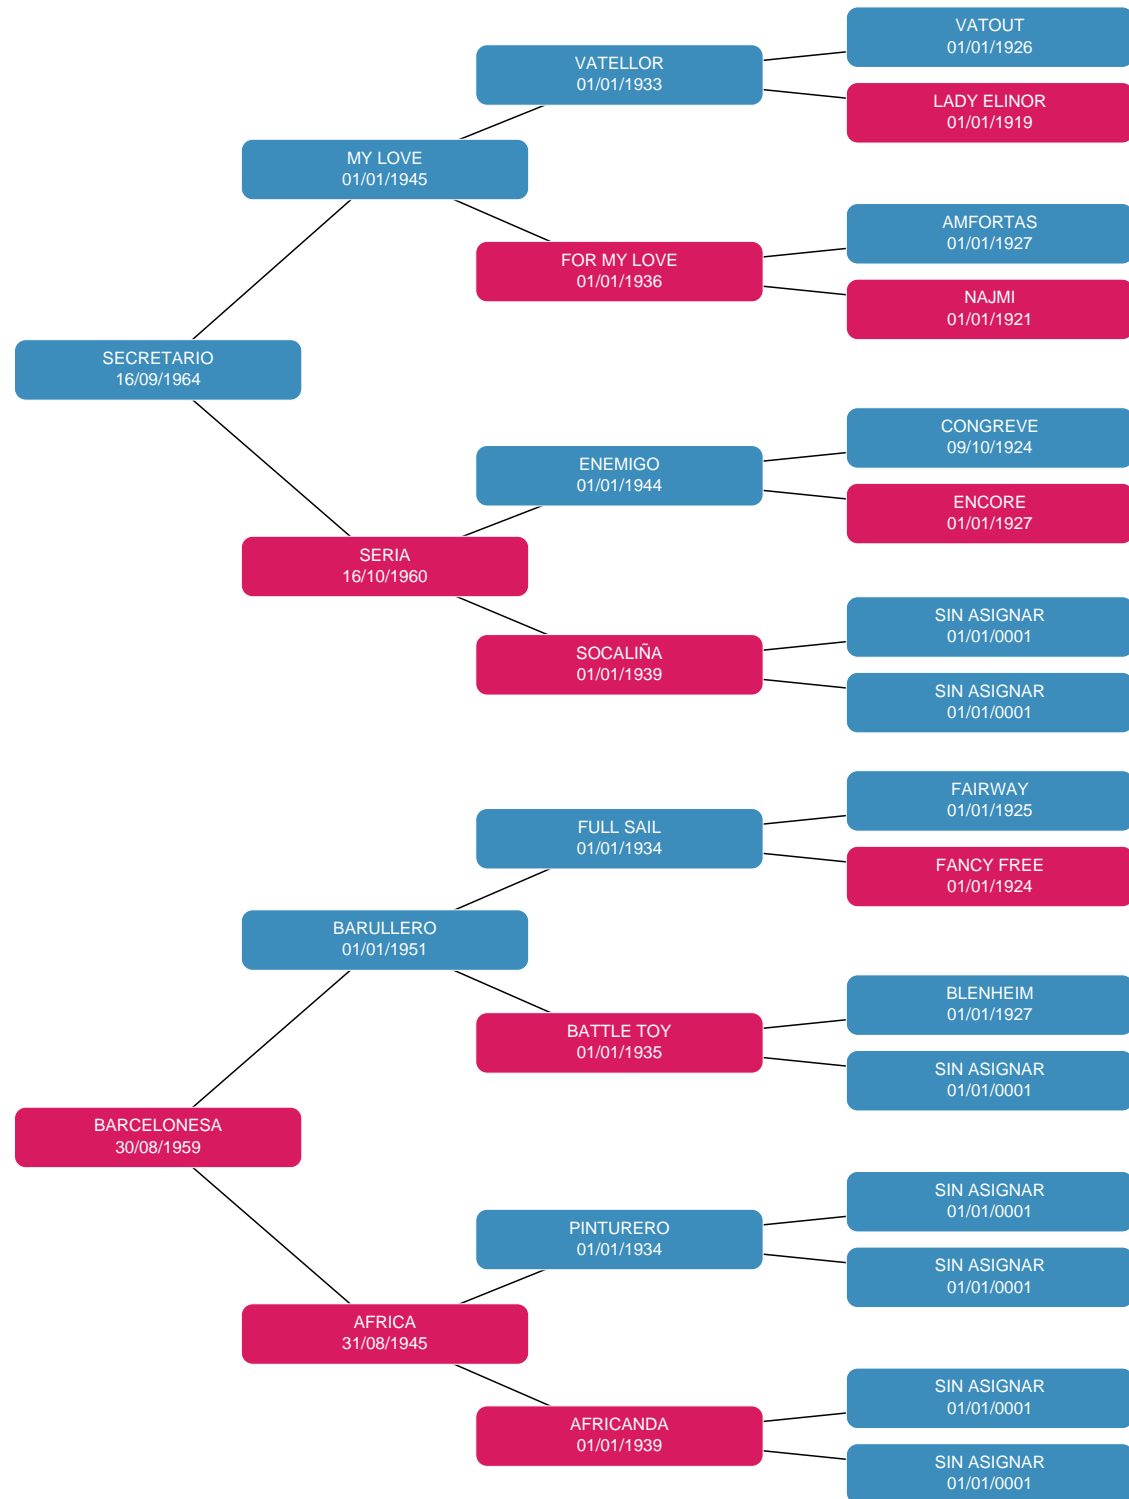 VATOUT
01/01/1926
VATELLOR
01/01/1933
LADY ELINOR
01/01/1919
MY LOVE
01/01/1945
AMFORTAS
01/01/1927
FOR MY LOVE
01/01/1936
NAJMI
01/01/1921
SECRETARIO
16/09/1964
CONGREVE
09/10/1924
ENEMIGO
01/01/1944
ENCORE
01/01/1927
SERIA
16/10/1960
SIN ASIGNAR
01/01/0001
SOCALIÑA
01/01/1939
SIN ASIGNAR
01/01/0001
FAIRWAY
01/01/1925
FULL SAIL
01/01/1934
FANCY FREE
01/01/1924
BARULLERO
01/01/1951
BLENHEIM
01/01/1927
BATTLE TOY
01/01/1935
SIN ASIGNAR
01/01/0001
BARCELONESA
30/08/1959
SIN ASIGNAR
01/01/0001
PINTURERO
01/01/1934
SIN ASIGNAR
01/01/0001
AFRICA
31/08/1945
SIN ASIGNAR
01/01/0001
AFRICANDA
01/01/1939
SIN ASIGNAR
01/01/0001